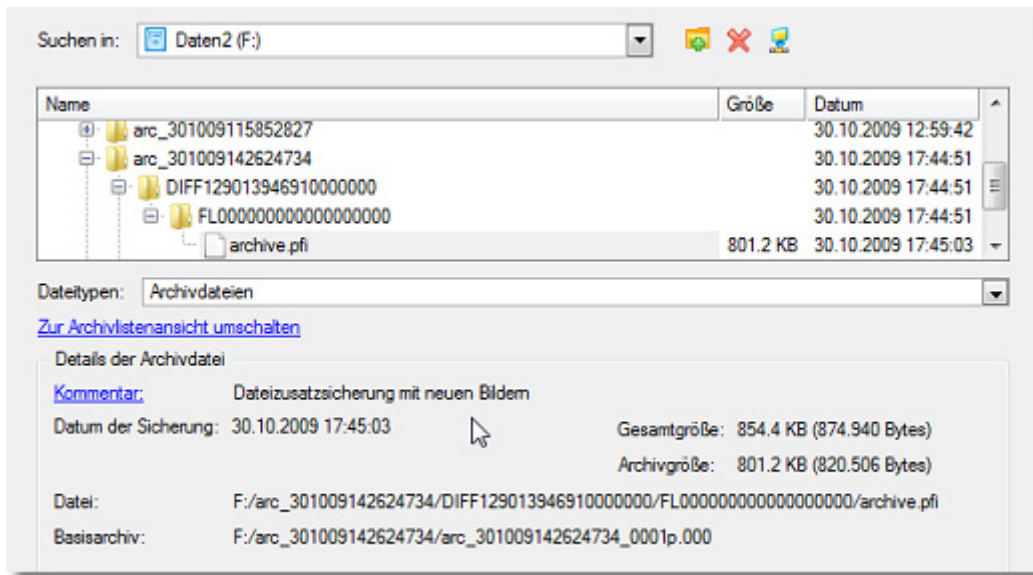 Suchen in: Daten2 (F:)
Name Größe Datum
arc_301009115852827 30.10.2009 12:59:42
arc_301009142624734 30.10.2009 17:44:51
DIFF129013946910000000 30.10.2009 17:44:51
FL000000000000000000 30.10.2009 17:44:51
archive.pfi 801.2 KB 30.10.2009 17:45:03
Dateitypen: Archivdateien
Zur Archivlistenansicht umschalten
Details der Archivdatei
Kommentar: Dateizusatzsicherung mit neuen Bildern
Datum der Sicherung: 30.10.2009 17:45:03 Gesamtgröße: 854.4 KB (874.940 Bytes)
Archivgröße: 801.2 KB (820.506 Bytes)
Datei: F:/arc_301009142624734/DIFF129013946910000000/FL000000000000000000/archive.pfi
Basisarchiv: F:/arc_301009142624734/arc_301009142624734_0001p.000